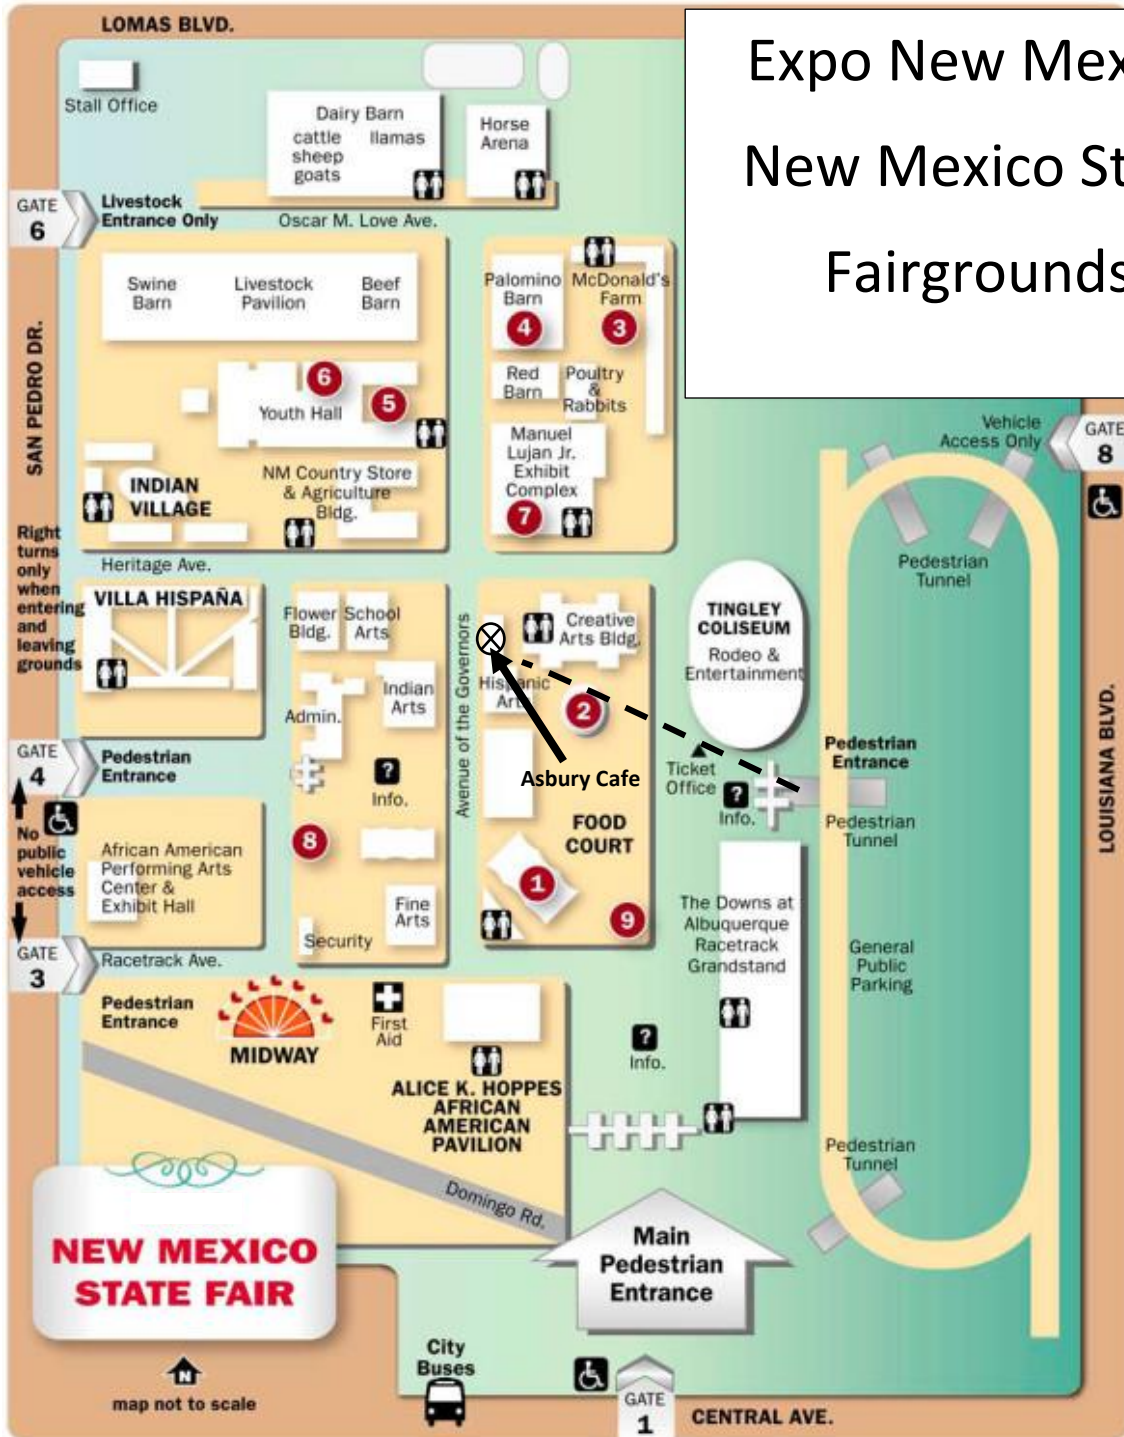 LOMAS BLVD.
Expo New Mex
New Mexico St
Fairgrounds
Stall Office
Dairy Barn
cattle llamas
sheep
goats
Horse
Arena
GATE
6
Livestock
Entrance Only
Oscar M. Love Ave.
SAN PEDRO DR.
Swine
Barn
Livestock
Pavilion
Beef
Barn
Palomino
Barn
4
McDonald's
Farm
3
6
Youth Hall
5
Red
Barn
Poultry
&
Rabbits
Manuel
Lujan Jr.
Exhibit
Complex
7
Vehicle
Access Only
GATE
8
INDIAN
VILLAGE
NM Country Store
& Agriculture
Bldg.
Pedestrian
Tunnel
Right
turns
only
when
entering
and
leaving
grounds
Heritage Ave.
VILLA HISPAÑA
Flower
Bldg.
School
Arts
Avenue of the Governors
Creative
Arts Bldg.
TINGLEY
COLISEUM
Rodeo &
Entertainment
Indian
Arts
Hispanic
Art
2
Admin.
LOUISIANA BLVD.
GATE
4
Pedestrian
Entrance
?
Info.
Asbury Cafe
Ticket
Office
?
Info.
Pedestrian
Entrance
Pedestrian
Tunnel
No
public
vehicle
access
African American
Performing Arts
Center &
Exhibit Hall
8
FOOD
COURT
1
9
Fine
Arts
Security
The Downs at
Albuquerque
Racetrack
Grandstand
General
Public
Parking
GATE
3
Racetrack Ave.
Pedestrian
Entrance
MIDWAY
First
Aid
?
Info.
ALICE K. HOPPES
AFRICAN
AMERICAN
PAVILION
Domingo Rd.
Pedestrian
Tunnel
NEW MEXICO
STATE FAIR
Main
Pedestrian
Entrance
N
map not to scale
City
Buses
GATE
1
CENTRAL AVE.